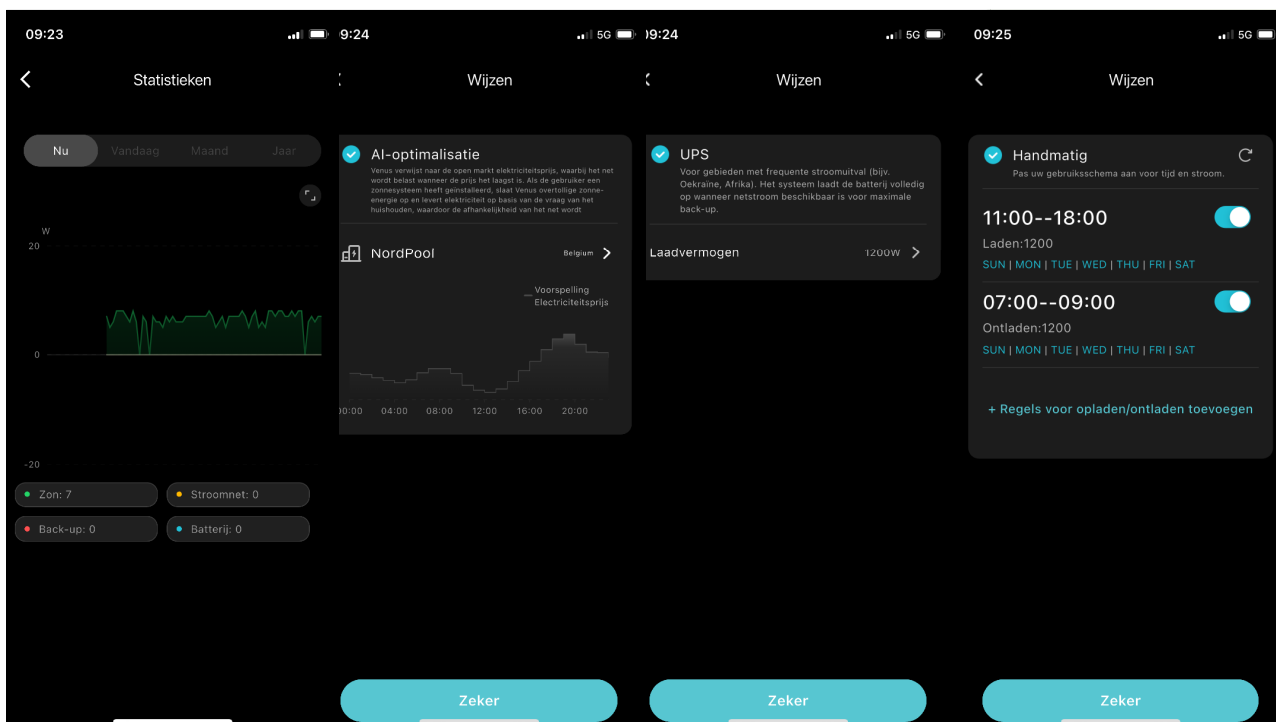 09:23
Statistieken
Nu
Vandaag
Maand
Jaar
W
20
0
-20
Zon: 7
Stroomnet: 0
Back-up: 0
Batterij: 0
9:24
5G
Wijzen
AI-optimalisatie
Venus verwijst naar de open markt elektriciteitsprijs, waarbij het net
wordt belast wanneer de prijs het laagst is. Als de gebruiker een
zonnesysteem heeft geïnstalleerd, slaat Venus overtollige zonne-
energie op en levert elektriciteit op basis van de vraag van het
huishouden, waardoor de afhankelijkheid van het net wordt
NordPool
Belgium
Voorspelling
Electriciteitsprijs
00:00 04:00 08:00 12:00 16:00 20:00
Zeker
9:24
5G
Wijzen
UPS
Voor gebieden met frequente stroomuitval (bijv.
Oekraïne, Afrika). Het systeem laadt de batterij volledig
op wanneer netstroom beschikbaar is voor maximale
back-up.
Laadvermogen
1200W
Zeker
09:25
5G
Wijzen
Handmatig
Pas uw gebruiksschema aan voor tijd en stroom.
11:00--18:00
Laden:1200
SUN | MON | TUE | WED | THU | FRI | SAT
07:00--09:00
Ontladen:1200
SUN | MON | TUE | WED | THU | FRI | SAT
+ Regels voor opladen/ontladen toevoegen
Zeker